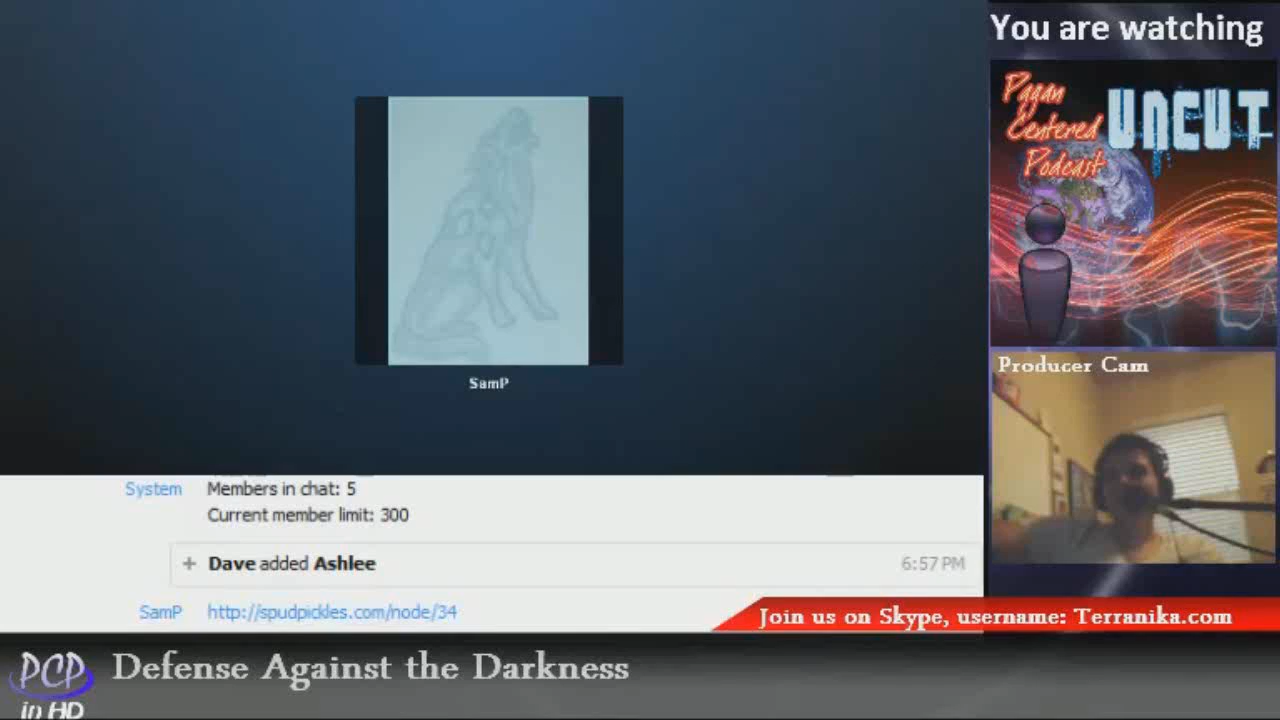 You are watching
Pagan
Centered
Podcast
UNCUT
Producer Cam
SamP
System Members in chat: 5
Current member limit: 300
+ Dave added Ashlee 6:57 PM
SamP http://spudpickles.com/node/34
Join us on Skype, username: Terranika.com
PCP
in HD
Defense Against the Darkness